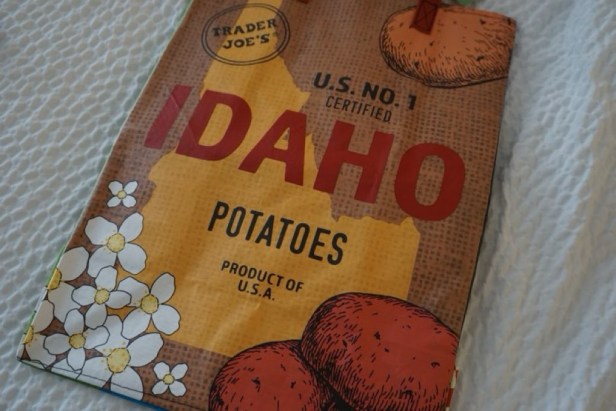 TRADER
JOE'S
U.S. NO. 1
CERTIFIED
IDAHO
POTATOES
PRODUCT OF
U.S.A.